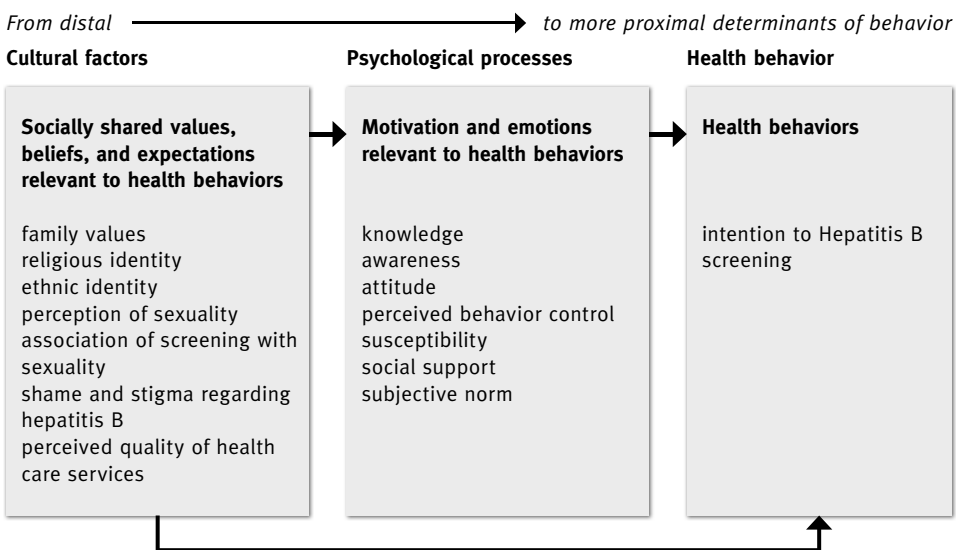 From distal to more proximal determinants of behavior
Cultural factors
Socially shared values,
beliefs, and expectations
relevant to health behaviors
family values
religious identity
ethnic identity
perception of sexuality
association of screening with
sexuality
shame and stigma regarding
hepatitis B
perceived quality of health
care services
Psychological processes
Motivation and emotions
relevant to health behaviors
knowledge
awareness
attitude
perceived behavior control
susceptibility
social support
subjective norm
Health behavior
Health behaviors
intention to Hepatitis B
screening